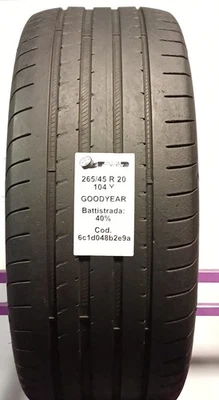 265/45 R 20
104 Y
GOODYEAR
Battistrada:
40%
Cod.
6c1d048b2e9a